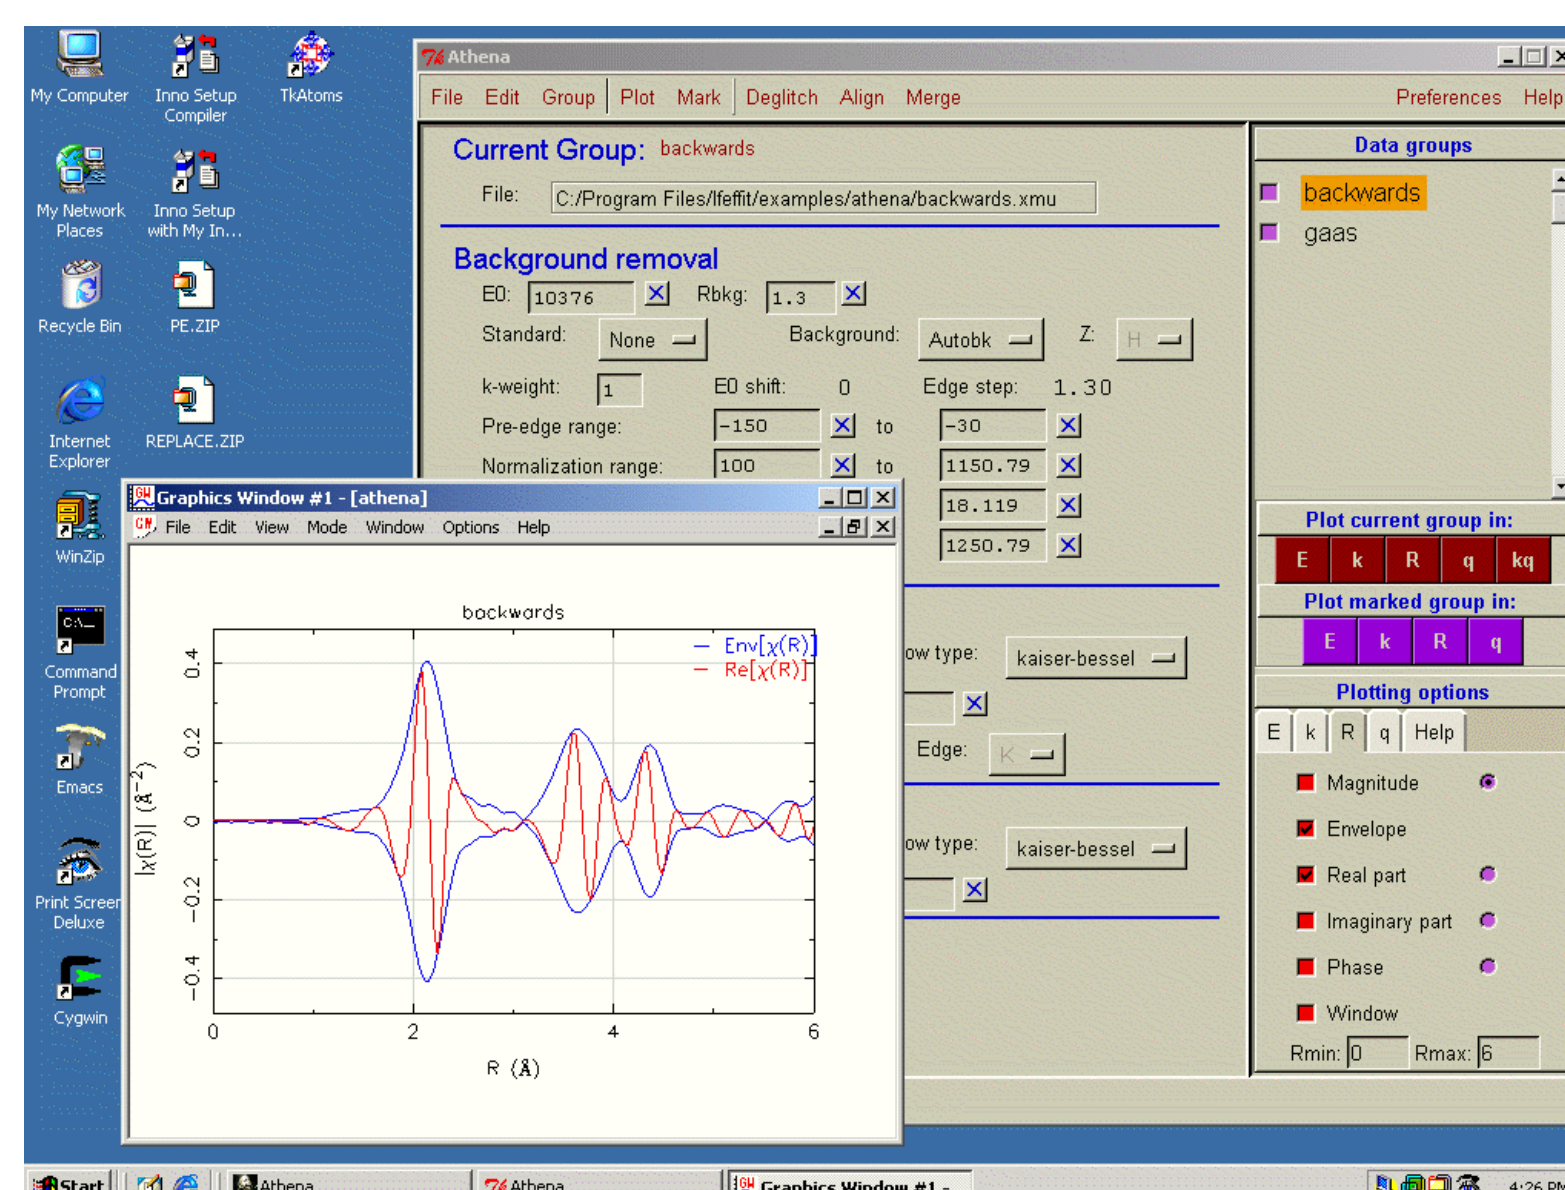 My Computer
Inno Setup
Compiler
TkAtoms
My Network
Places
Inno Setup
with My In...
Recycle Bin
PE.ZIP
Internet
Explorer
REPLACE.ZIP
WinZip
C:\_
Command
Prompt
Emacs
Print Screen
Deluxe
Cygwin
Athena
File Edit Group Plot Mark Deglitch Align Merge Preferences Help
Current Group: backwards
File: C:/Program Files/Ifeffit/examples/athena/backwards.xmu
Background removal
E0: 10376 Rbkg: 1.3
Standard: None Background: Autobk Z: H
k-weight: 1 E0 shift: 0 Edge step: 1.30
Pre-edge range: -150 to -30
Normalization range: 100 to 1150.79
18.119
1250.79
ow type: kaiser-bessel
Edge: K
ow type: kaiser-bessel
Data groups
backwards
gaas
Plot current group in:
E k R q kq
Plot marked group in:
E k R q
Plotting options
E k R q Help
Magnitude
Envelope
Real part
Imaginary part
Phase
Window
Rmin: 0 Rmax: 6
Graphics Window #1 - [athena]
File Edit View Mode Window Options Help
backwards
Env[χ(R)]
Re[χ(R)]
|χ(R)| (Å⁻²)
0.4
0.2
0
-0.2
-0.4
0 2 4 6
R (Å)
Start Athena Athena Graphics Window #1 - 4:26 PM